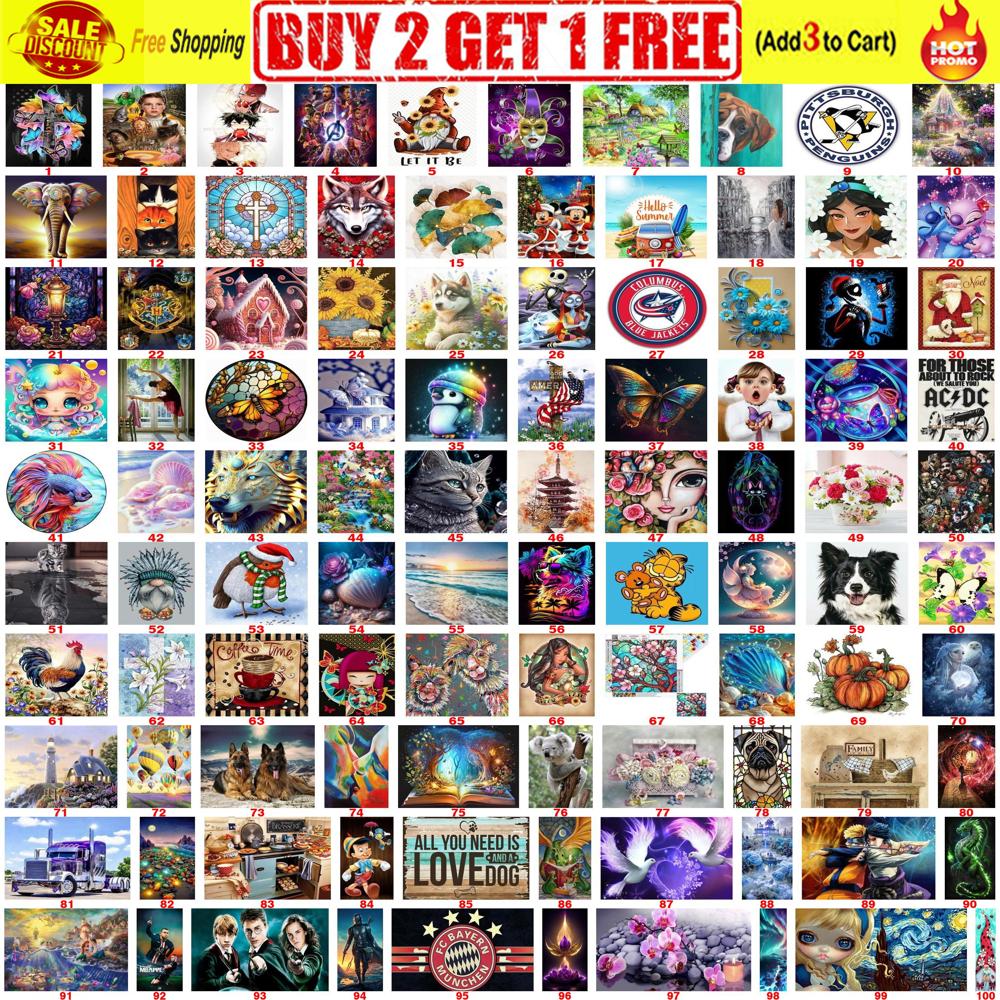 SALE
DISCOUNT
Free Shopping
BUY 2 GET 1 FREE
(Add 3 to Cart)
HOT
PROMO
LET IT BE
PITTSBURGH
PENGUINS
1 2 3 4 5 6 7 8 9 10
Hello
Summer
11 12 13 14 15 16 17 18 19 20
COLUMBUS
BLUE JACKETS
Noel
21 22 23 24 25 26 27 28 29 30
AMERICA
FOR THOSE
ABOUT TO ROCK
(WE SALUTE YOU)
AC DC
31 32 33 34 35 36 37 38 39 40
41 42 43 44 45 46 47 48 49 50
51 52 53 54 55 56 57 58 59 60
Coffee Time
61 62 63 64 65 66 67 68 69 70
FAMILY
71 72 73 74 75 76 77 78 79 80
ALL YOU NEED IS
LOVE AND A DOG
81 82 83 84 85 86 87 88 89 90
MBAPPE
FC BAYERN
MÜNCHEN
91 92 93 94 95 96 97 98 99 100